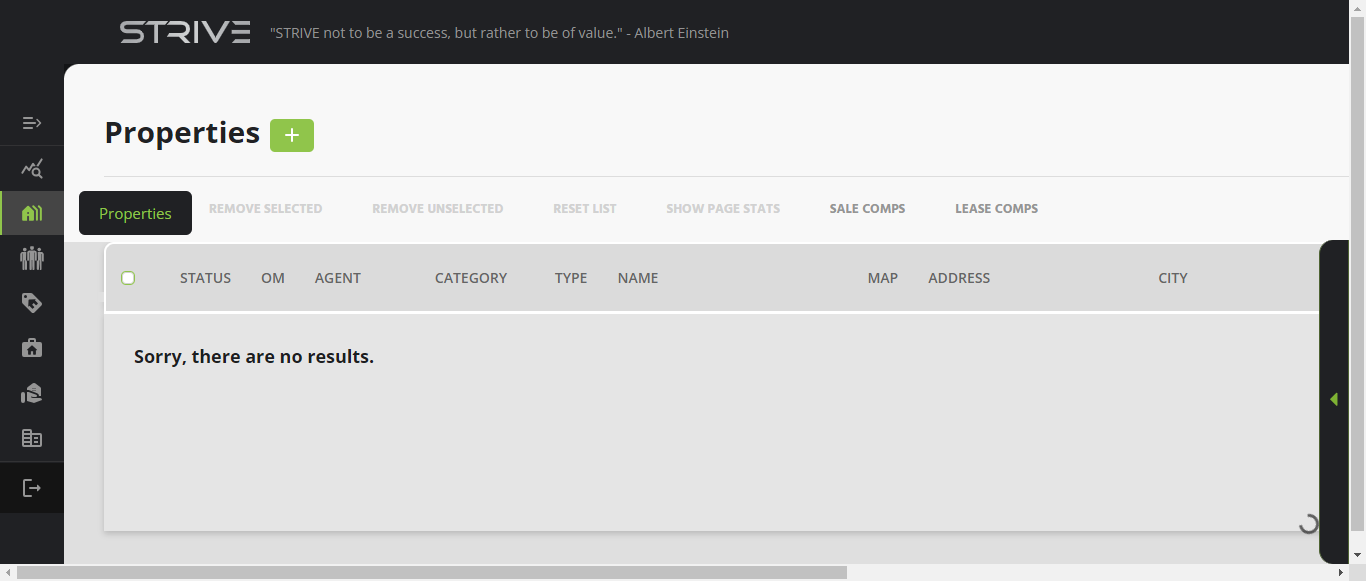 STRIVE "STRIVE not to be a success, but rather to be of value." - Albert Einstein
Properties +
Properties REMOVE SELECTED REMOVE UNSELECTED RESET LIST SHOW PAGE STATS SALE COMPS LEASE COMPS
STATUS OM AGENT CATEGORY TYPE NAME MAP ADDRESS CITY
Sorry, there are no results.